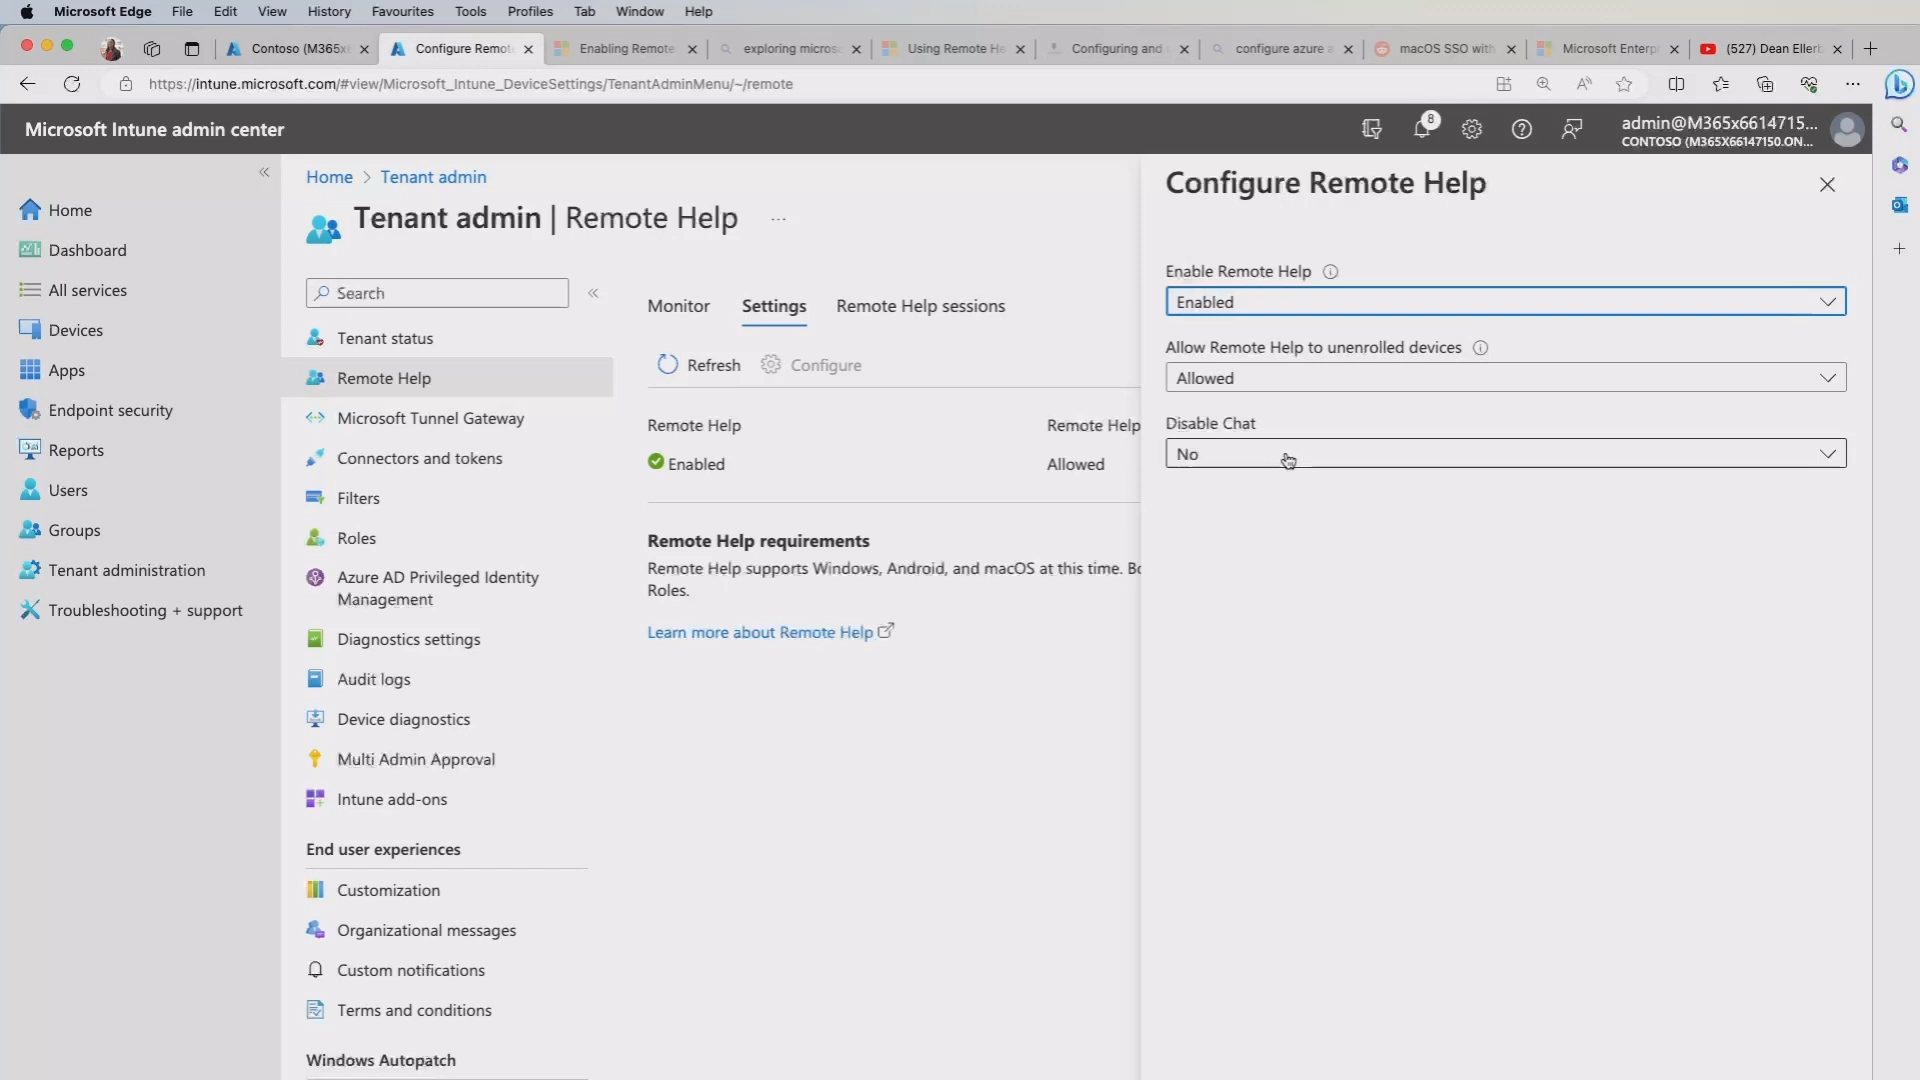 Microsoft Edge File Edit View History Favourites Tools Profiles Tab Window Help
Contoso (M365x Configure Remot Enabling Remote exploring micros Using Remote He Configuring and configure azure a macOS SSO with Microsoft Enterp (527) Dean Ellerb
https://intune.microsoft.com/#view/Microsoft_Intune_DeviceSettings/TenantAdminMenu/~/remote
Microsoft Intune admin center
8
admin@M365x6614715...
CONTOSO (M365X66147150.ON...
Home
Dashboard
All services
Devices
Apps
Endpoint security
Reports
Users
Groups
Tenant administration
Troubleshooting + support
Home > Tenant admin
Tenant admin | Remote Help ...
Search
Tenant status
Remote Help
Microsoft Tunnel Gateway
Connectors and tokens
Filters
Roles
Azure AD Privileged Identity
Management
Diagnostics settings
Audit logs
Device diagnostics
Multi Admin Approval
Intune add-ons
End user experiences
Customization
Organizational messages
Custom notifications
Terms and conditions
Windows Autopatch
Monitor Settings Remote Help sessions
Refresh Configure
Remote Help Remote Help
Enabled Allowed
Remote Help requirements
Remote Help supports Windows, Android, and macOS at this time. Bo
Roles.
Learn more about Remote Help
Configure Remote Help
Enable Remote Help
Enabled
Allow Remote Help to unenrolled devices
Allowed
Disable Chat
No